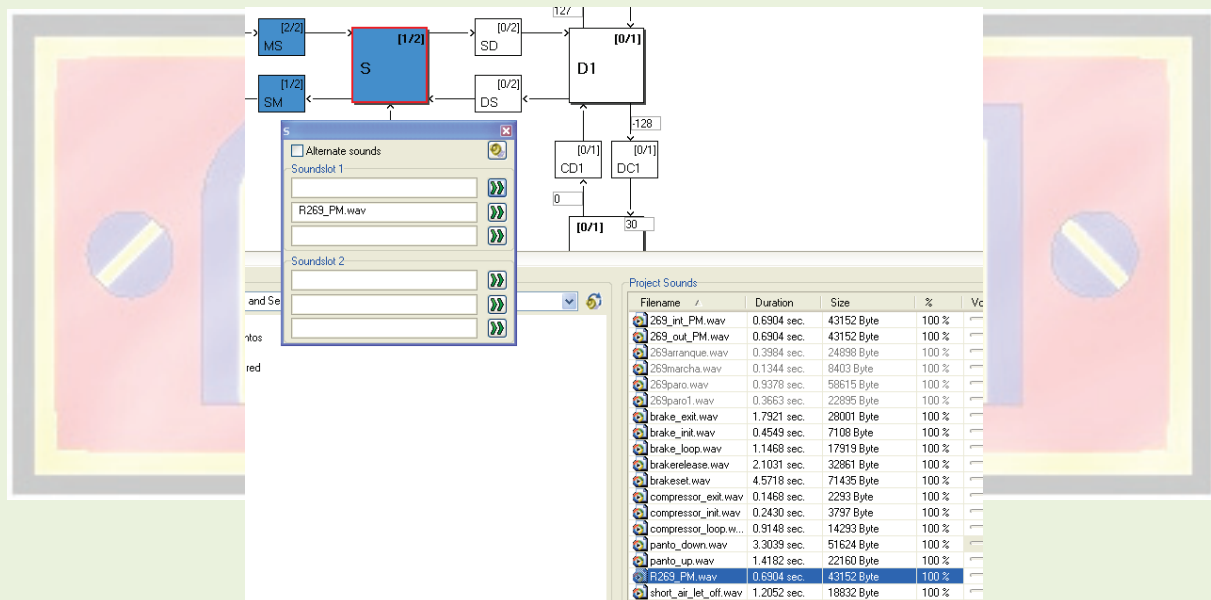 127
[2/2]
MS
[1/2]
S
[0/2]
SD
[0/1]
D1
[1/2]
SM
[0/2]
DS
-128
[0/1]
CD1
[0/1]
DC1
0
[0/1]
30
S
Alternate sounds
Soundslot 1
R269_PM.wav
Soundslot 2
and Se
ntos
red
Project Sounds
Filename / Duration Size % Vo
269_int_PM.wav 0.6904 sec. 43152 Byte 100 %
269_out_PM.wav 0.6904 sec. 43152 Byte 100 %
269arranque.wav 0.3984 sec. 24898 Byte 100 %
269marcha.wav 0.1344 sec. 8403 Byte 100 %
269paro.wav 0.9378 sec. 58615 Byte 100 %
269paro1.wav 0.3663 sec. 22895 Byte 100 %
brake_exit.wav 1.7921 sec. 28001 Byte 100 %
brake_init.wav 0.4549 sec. 7108 Byte 100 %
brake_loop.wav 1.1468 sec. 17919 Byte 100 %
brakerelease.wav 2.1031 sec. 32861 Byte 100 %
brakeset.wav 4.5718 sec. 71435 Byte 100 %
compressor_exit.wav 0.1468 sec. 2293 Byte 100 %
compressor_init.wav 0.2430 sec. 3797 Byte 100 %
compressor_loop.w... 0.9148 sec. 14293 Byte 100 %
panto_down.wav 3.3039 sec. 51624 Byte 100 %
panto_up.wav 1.4182 sec. 22160 Byte 100 %
R269_PM.wav 0.6904 sec. 43152 Byte 100 %
short_air_let_off.wav 1.2052 sec. 18832 Byte 100 %